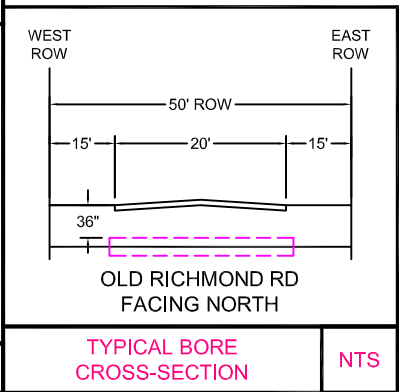 WEST
ROW
EAST
ROW
50' ROW
15'
20'
15'
36"
OLD RICHMOND RD
FACING NORTH
TYPICAL BORE
CROSS-SECTION
NTS